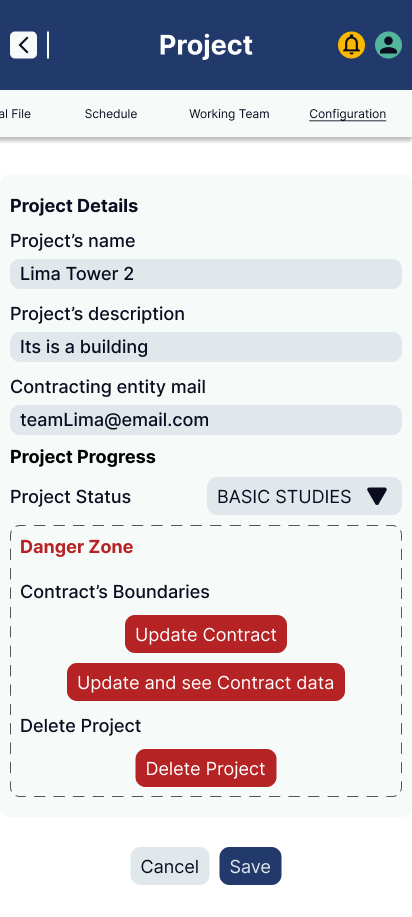 Project
al File
Schedule
Working Team
Configuration
Project Details
Project’s name
Lima Tower 2
Project’s description
Its is a building
Contracting entity mail
teamLima@email.com
Project Progress
Project Status
BASIC STUDIES
Danger Zone
Contract’s Boundaries
Update Contract
Update and see Contract data
Delete Project
Delete Project
Cancel
Save